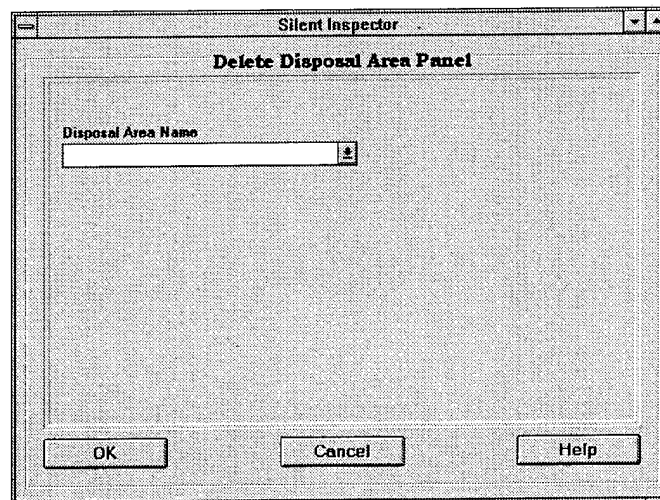 Silent Inspector
Delete Disposal Area Panel
Disposal Area Name
OK
Cancel
Help